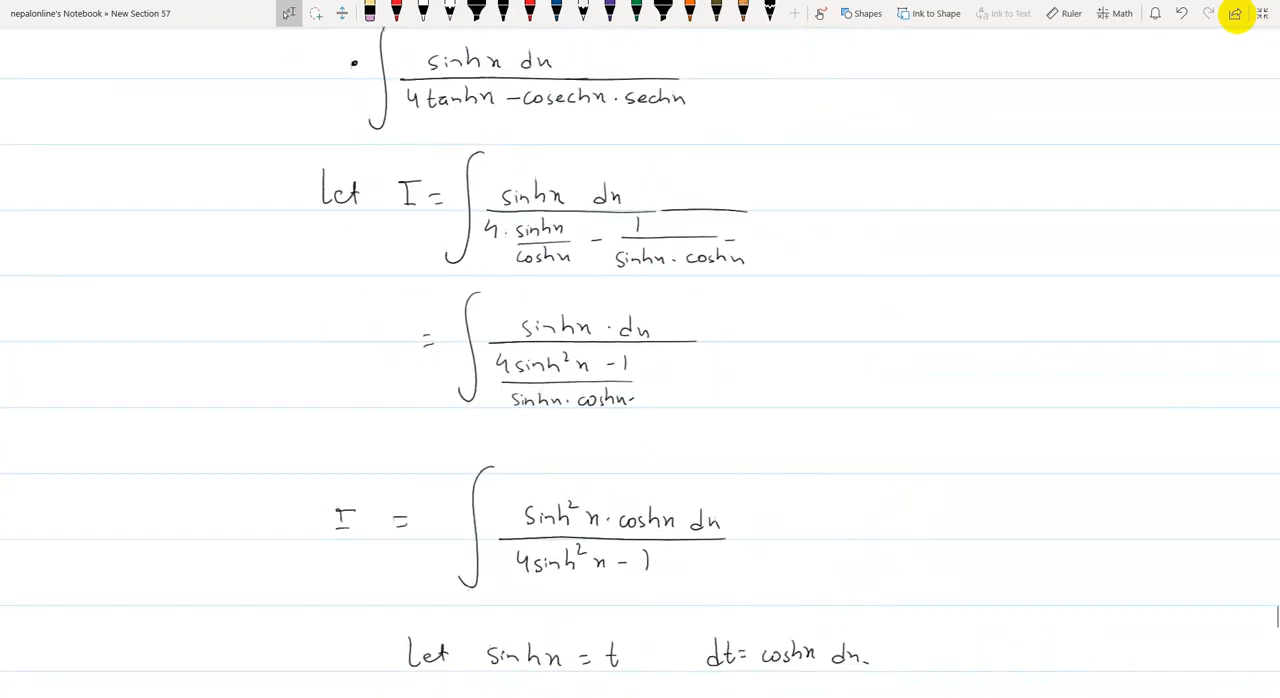 nepalonline's Notebook » New Section 57
Shapes Ink to Shape Ink to Text Ruler Math
∫ sinhx dx / (4tanhx – cosechx · sechx)
Let I = ∫ sinhx dx / (4 · sinhx/coshx – 1/(sinhx · coshx))
= ∫ sinhx · dx / ((4sinh²x – 1)/(sinhx · coshx))
I = ∫ sinh²x · coshx dx / (4sinh²x – 1)
Let sinhx = t dt = coshx dx.